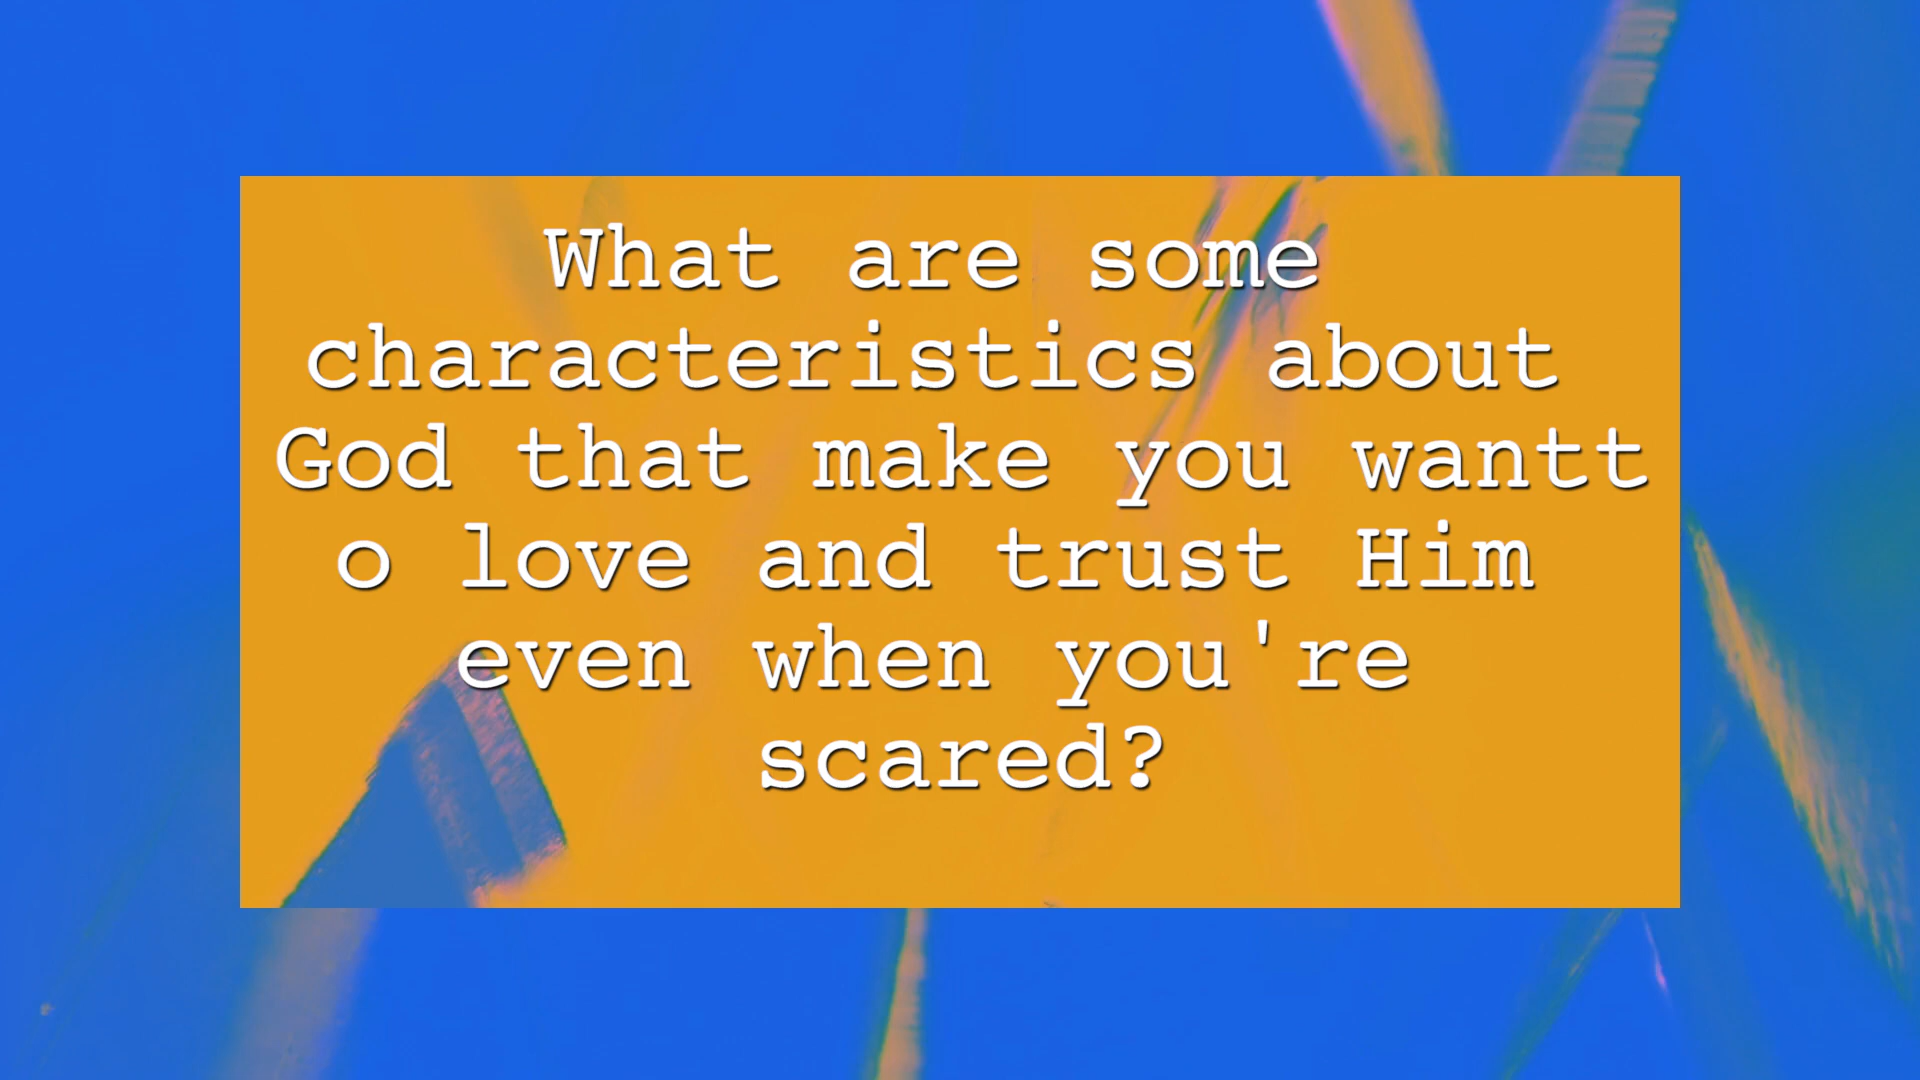 What are some
characteristics about
God that make you wantt
o love and trust Him
even when you're
scared?